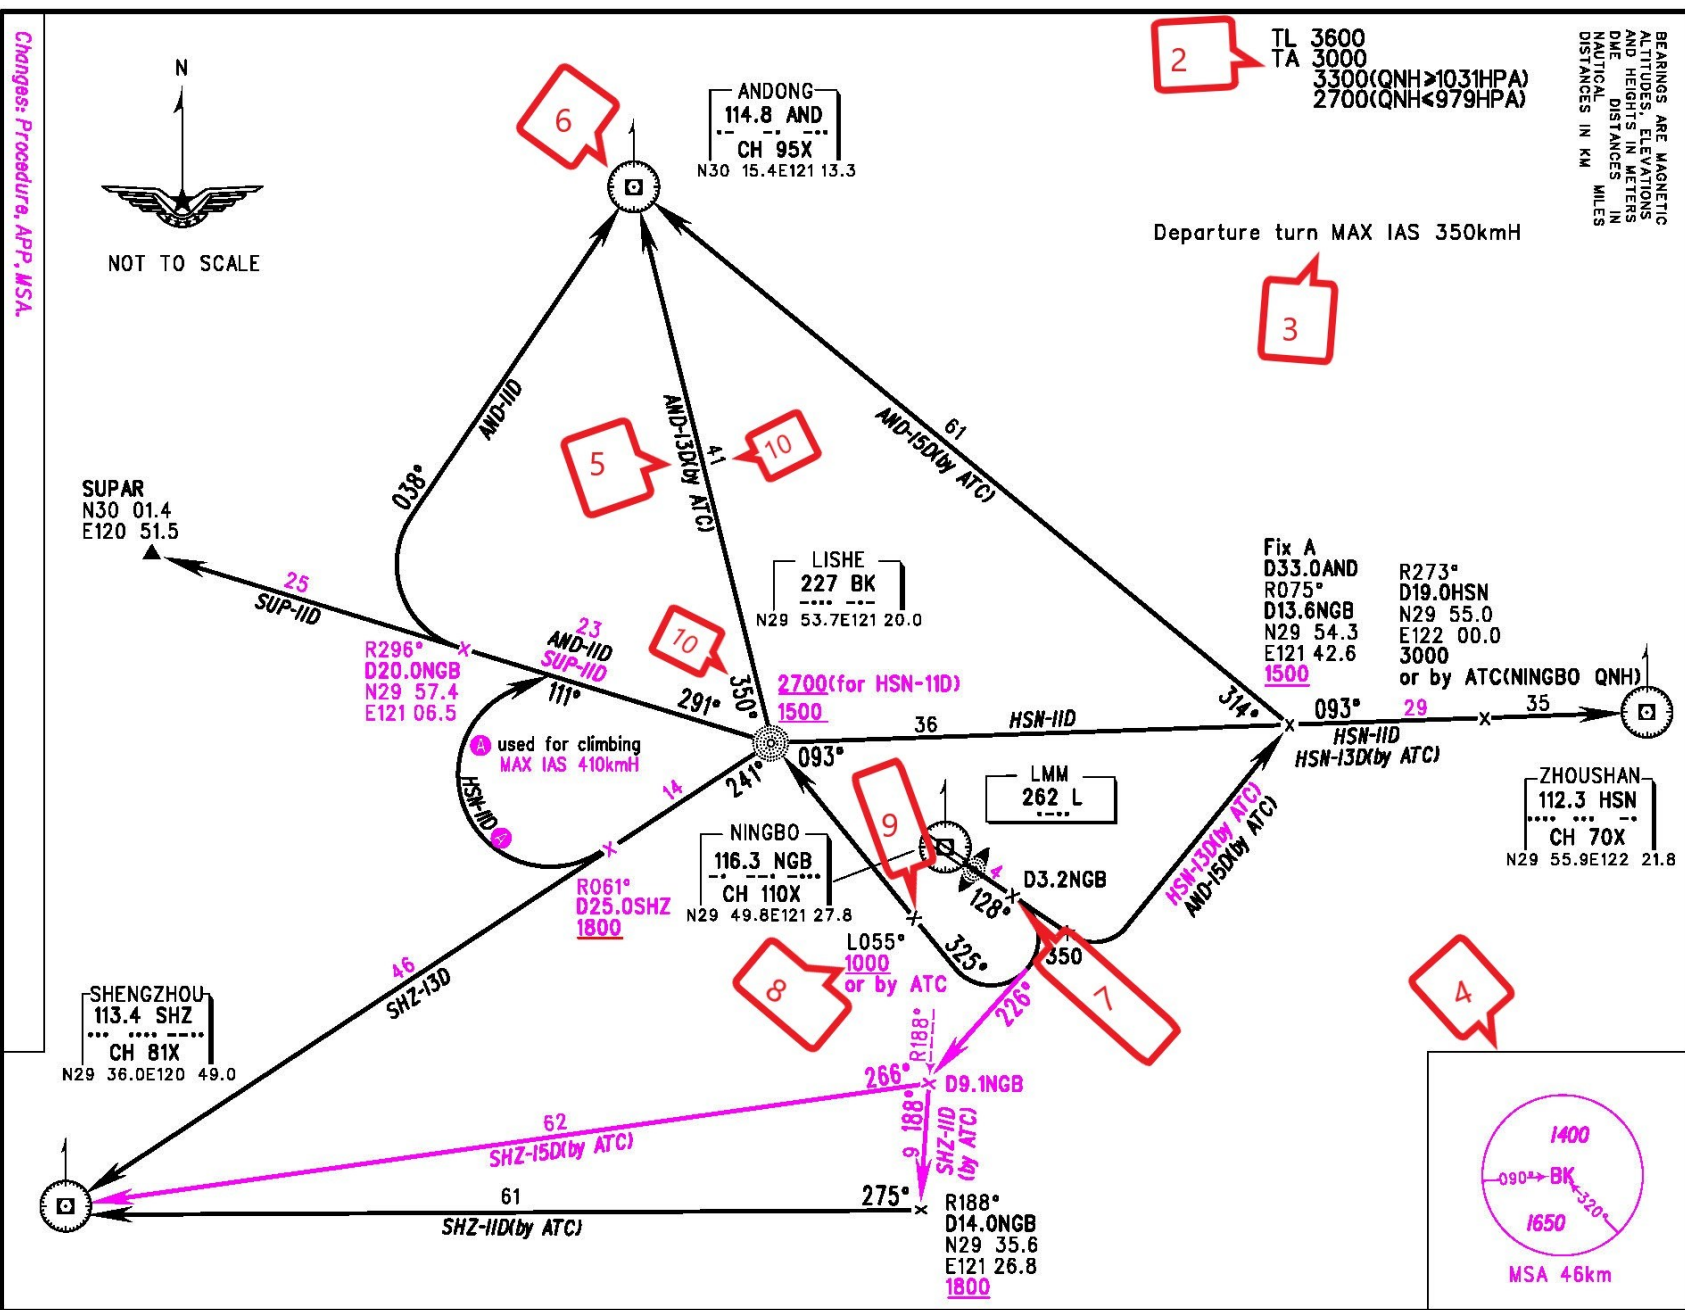 Changes: Procedure, APP, MSA.
N
NOT TO SCALE
6
ANDONG
114.8 AND
CH 95X
N30 15.4E121 13.3
2
TL 3600
TA 3000
3300(QNH≥1031HPA)
2700(QNH≤979HPA)
BEARINGS ARE MAGNETIC
ALTITUDES, ELEVATIONS
AND HEIGHTS IN METERS
DME DISTANCES IN
NAUTICAL MILES
DISTANCES IN KM
Departure turn MAX IAS 350kmH
3
AND-11D
038°
5
AND-13D(by ATC)
41
10
61
AND-15D(by ATC)
SUPAR
N30 01.4
E120 51.5
25
SUP-11D
R296°
D20.0NGB
N29 57.4
E121 06.5
23
AND-11D
SUP-11D
111°
291°
10
350°
LISHE
227 BK
N29 53.7E121 20.0
2700(for HSN-11D)
1500
36
HSN-11D
093°
241°
Fix A
D33.0AND
R075°
D13.6NGB
N29 54.3
E121 42.6
1500
R273°
D19.0HSN
N29 55.0
E122 00.0
3000
or by ATC(NINGBO QNH)
314°
093°
29
35
HSN-11D
HSN-13D(by ATC)
ZHOUSHAN
112.3 HSN
CH 70X
N29 55.9E122 21.8
A used for climbing
MAX IAS 410kmH
HSN-11D A
14
R061°
D25.0SHZ
1800
NINGBO
116.3 NGB
CH 110X
N29 49.8E121 27.8
9
LMM
262 L
4
D3.2NGB
128°
350
HSN-13D(by ATC)
AND-15D(by ATC)
L055°
1000
or by ATC
325°
226°
8
7
4
46
SHZ-13D
SHENGZHOU
113.4 SHZ
CH 81X
N29 36.0E120 49.0
R188°
266°
D9.1NGB
62
SHZ-15D(by ATC)
9 188°
SHZ-11D
(by ATC)
61
275°
SHZ-11D(by ATC)
R188°
D14.0NGB
N29 35.6
E121 26.8
1800
1400
090°
BK
320°
1650
MSA 46km